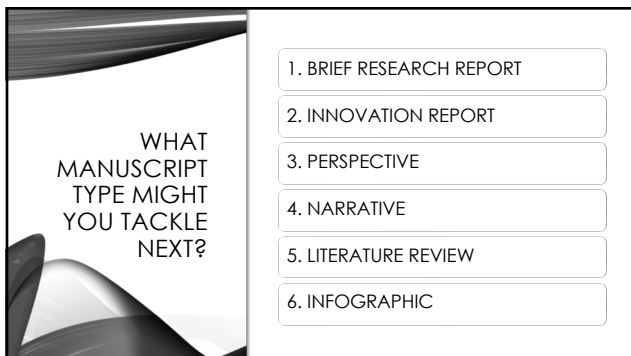 WHAT
MANUSCRIPT
TYPE MIGHT
YOU TACKLE
NEXT?
1. BRIEF RESEARCH REPORT
2. INNOVATION REPORT
3. PERSPECTIVE
4. NARRATIVE
5. LITERATURE REVIEW
6. INFOGRAPHIC